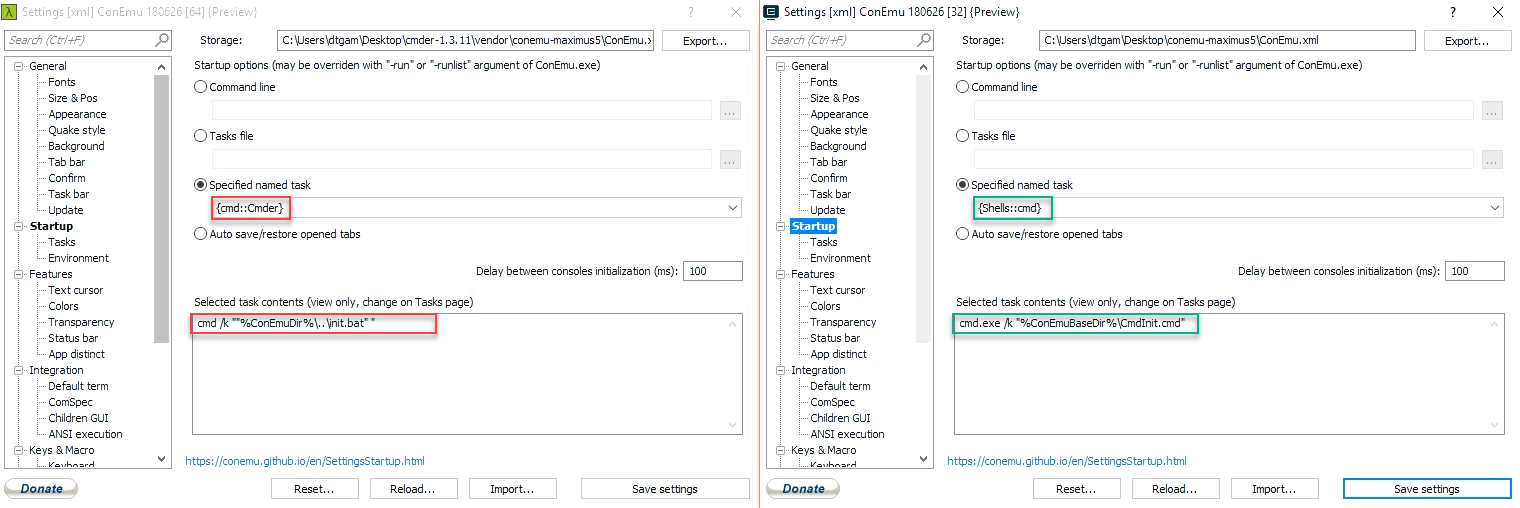 Settings [xml] ConEmu 180626 [64] {Preview}
Search (Ctrl+F)
Storage:
C:\Users\dtgam\Desktop\cmder-1.3.11\vendor\conemu-maximus5\ConEmu.x
Export...
General
Fonts
Size & Pos
Appearance
Quake style
Background
Tab bar
Confirm
Task bar
Update
Startup
Tasks
Environment
Features
Text cursor
Colors
Transparency
Status bar
App distinct
Integration
Default term
ComSpec
Children GUI
ANSI execution
Keys & Macro
Keyboard
Startup options (may be overriden with "-run" or "-runlist" argument of ConEmu.exe)
Command line
...
Tasks file
...
Specified named task
{cmd::Cmder}
Auto save/restore opened tabs
Delay between consoles initialization (ms):
100
Selected task contents (view only, change on Tasks page)
cmd /k ""%ConEmuDir%\..\init.bat" "
https://conemu.github.io/en/SettingsStartup.html
Donate
Reset...
Reload...
Import...
Save settings
Settings [xml] ConEmu 180626 [32] {Preview}
Search (Ctrl+F)
Storage:
C:\Users\dtgam\Desktop\conemu-maximus5\ConEmu.xml
Export...
General
Fonts
Size & Pos
Appearance
Quake style
Background
Tab bar
Confirm
Task bar
Update
Startup
Tasks
Environment
Features
Text cursor
Colors
Transparency
Status bar
App distinct
Integration
Default term
ComSpec
Children GUI
ANSI execution
Keys & Macro
Keyboard
Startup options (may be overriden with "-run" or "-runlist" argument of ConEmu.exe)
Command line
...
Tasks file
...
Specified named task
{Shells::cmd}
Auto save/restore opened tabs
Delay between consoles initialization (ms):
100
Selected task contents (view only, change on Tasks page)
cmd.exe /k "%ConEmuBaseDir%\CmdInit.cmd"
https://conemu.github.io/en/SettingsStartup.html
Donate
Reset...
Reload...
Import...
Save settings